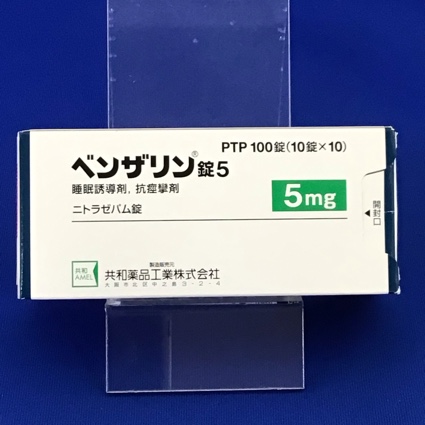 PTP 100錠(10錠×10)
ベンザリン®錠5
睡眠誘導剤，抗痙攣剤
5mg
ニトラゼパム錠
開封口
製造販売元
共和 AMEL
共和薬品工業株式会社
大阪市北区中之島3-2-4